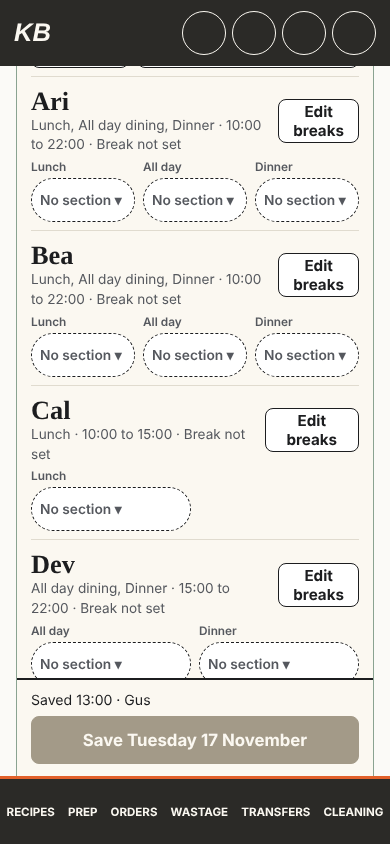 KB
Ari
Lunch, All day dining, Dinner · 10:00
to 22:00 · Break not set
Edit
breaks
Lunch All day Dinner
No section ▾ No section ▾ No section ▾
Bea
Lunch, All day dining, Dinner · 10:00
to 22:00 · Break not set
Edit
breaks
Lunch All day Dinner
No section ▾ No section ▾ No section ▾
Cal
Lunch · 10:00 to 15:00 · Break not
set
Edit
breaks
Lunch
No section ▾
Dev
All day dining, Dinner · 15:00 to
22:00 · Break not set
Edit
breaks
All day Dinner
No section ▾ No section ▾
Saved 13:00 · Gus
Save Tuesday 17 November
RECIPES PREP ORDERS WASTAGE TRANSFERS CLEANING